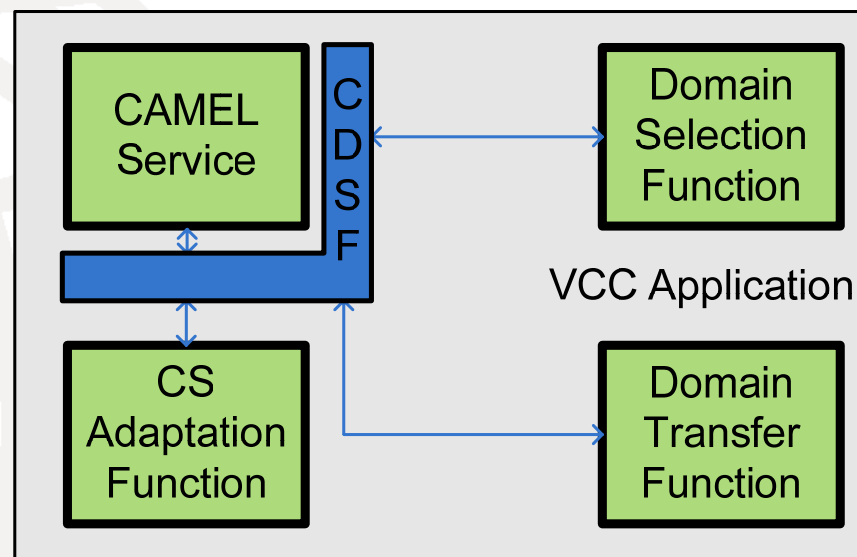 CAMEL
Service
C
D
S
F
Domain
Selection
Function
VCC Application
CS
Adaptation
Function
Domain
Transfer
Function